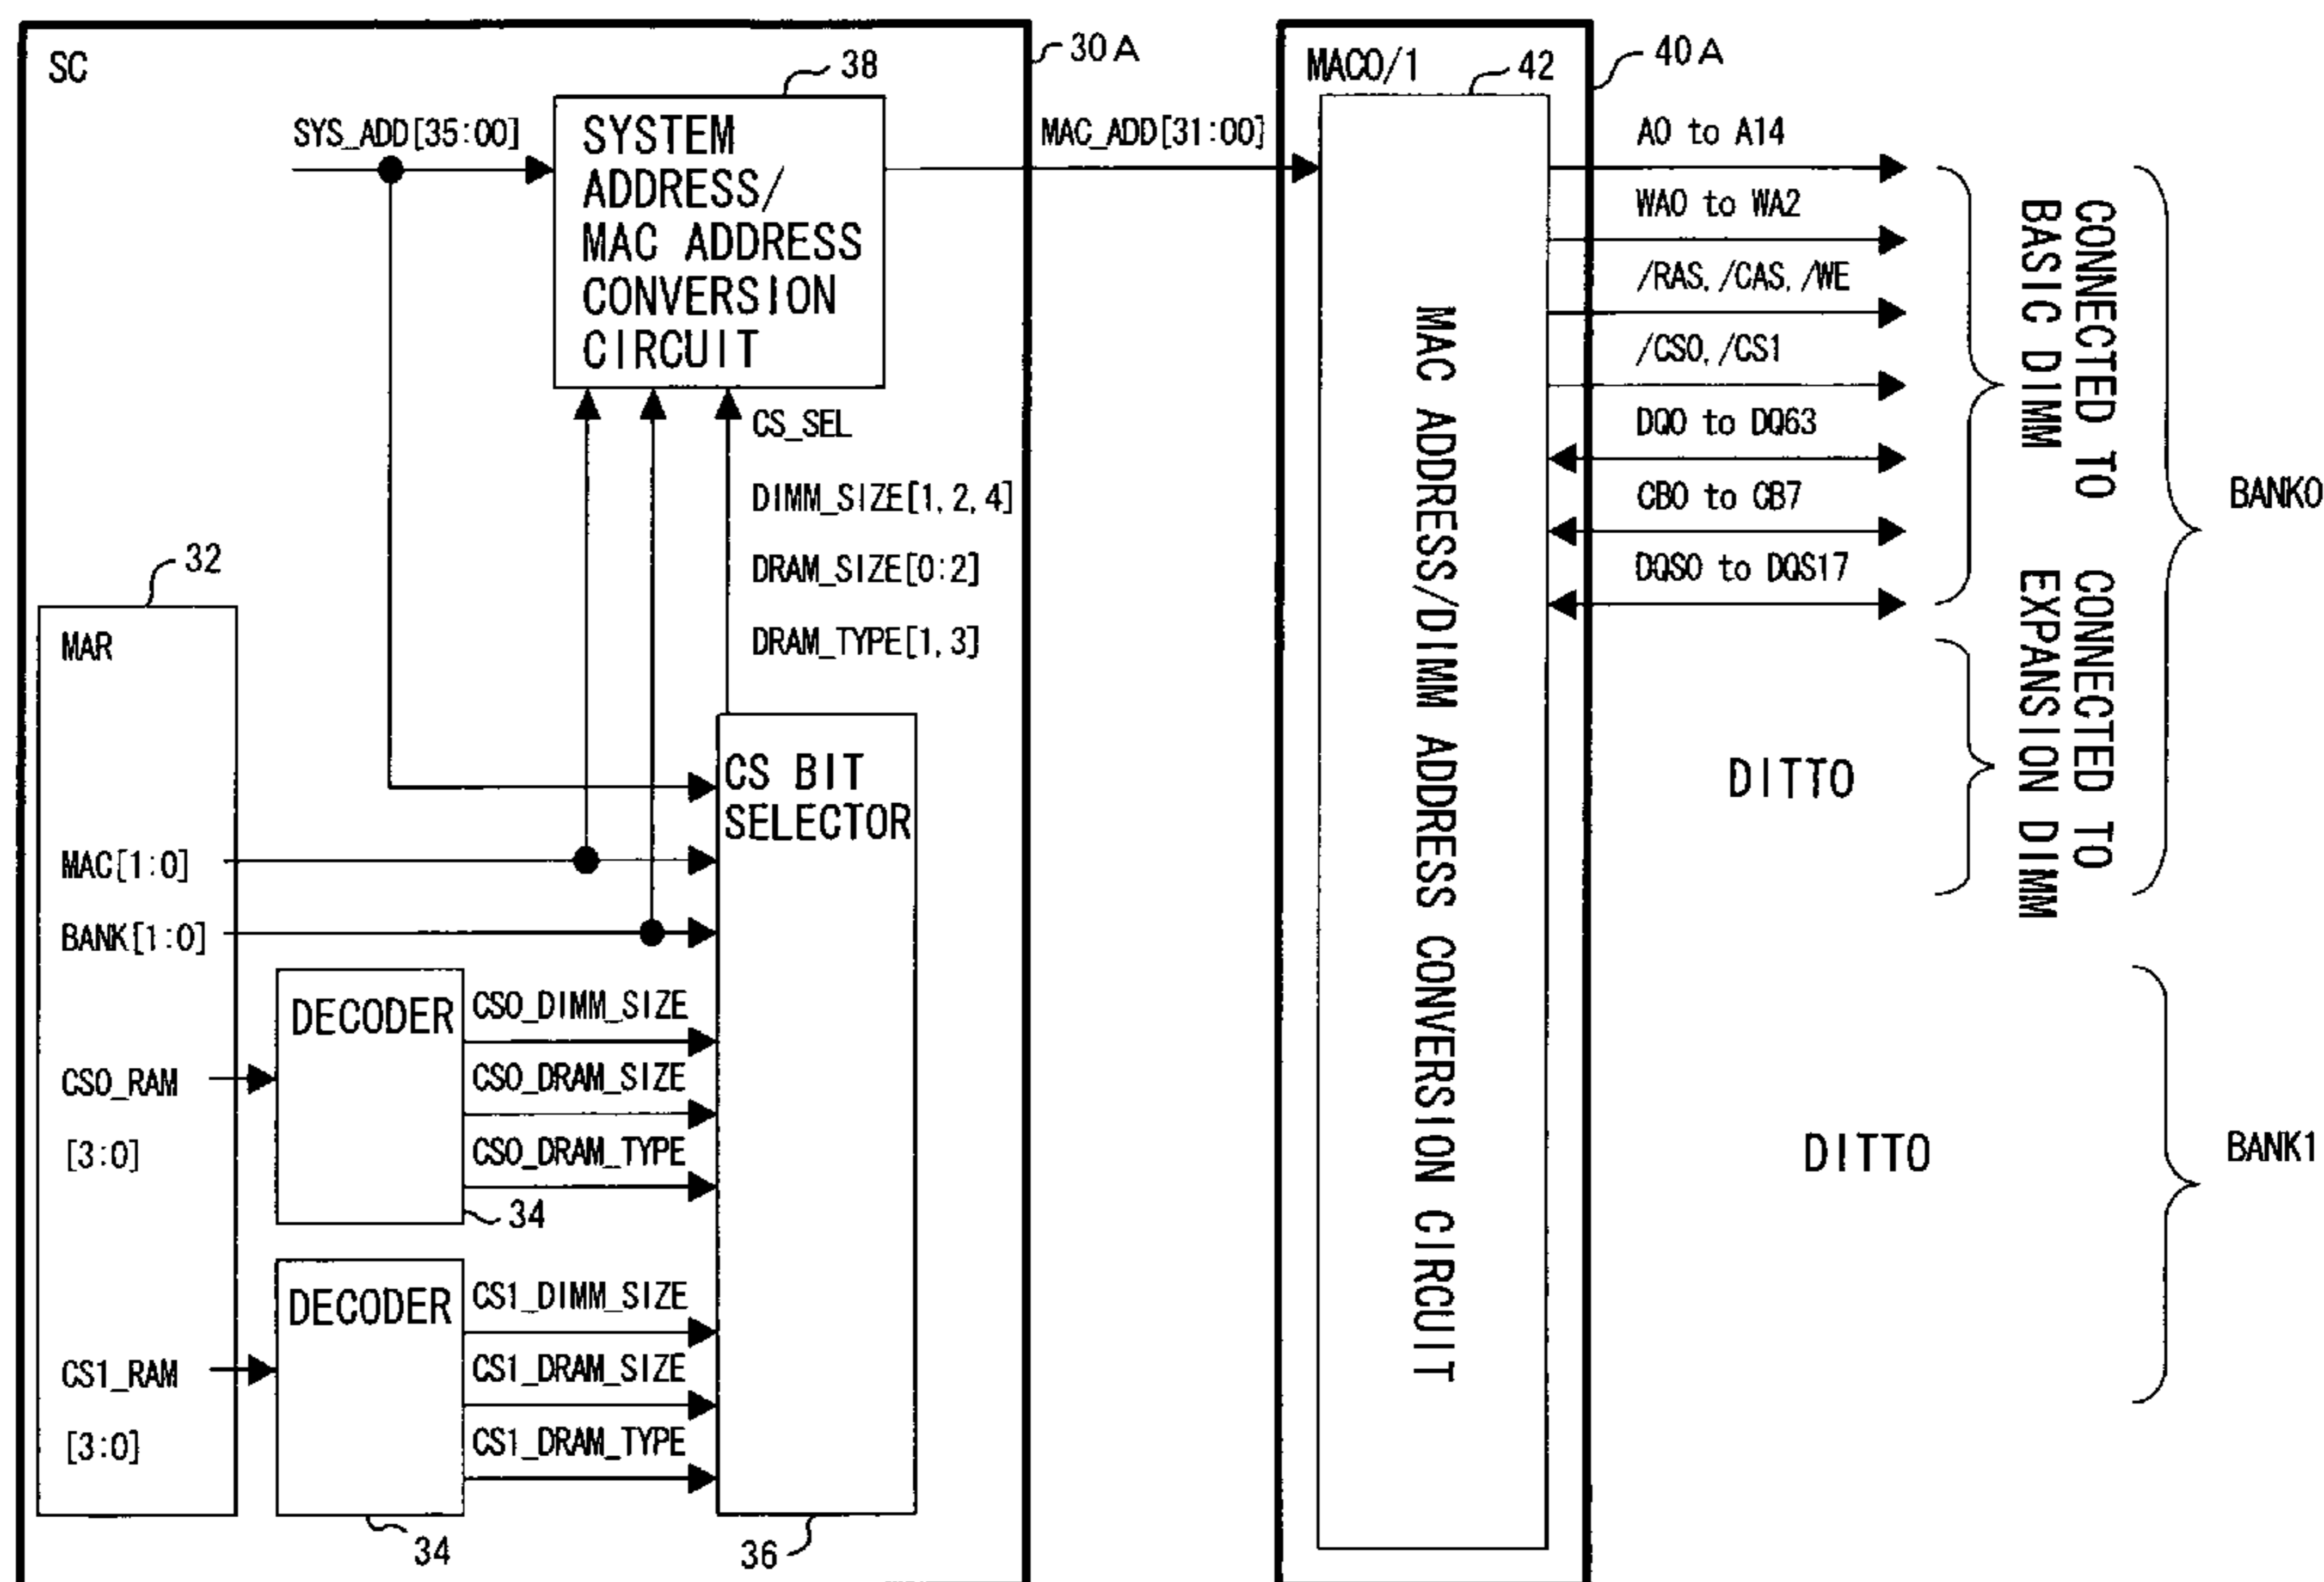 SC
30A
38
SYS_ADD[35:00]
SYSTEM
ADDRESS/
MAC ADDRESS
CONVERSION
CIRCUIT
CS_SEL
DIMM_SIZE[1,2,4]
DRAM_SIZE[0:2]
DRAM_TYPE[1,3]
32
MAR
MAC[1:0]
BANK[1:0]
CS0_RAM
[3:0]
CS1_RAM
[3:0]
DECODER
34
CS0_DIMM_SIZE
CS0_DRAM_SIZE
CS0_DRAM_TYPE
DECODER
34
CS1_DIMM_SIZE
CS1_DRAM_SIZE
CS1_DRAM_TYPE
CS BIT
SELECTOR
36
MAC_ADD[31:00]
MAC0/1
40A
42
MAC ADDRESS/DIMM ADDRESS CONVERSION CIRCUIT
A0 to A14
WA0 to WA2
/RAS, /CAS, /WE
/CS0, /CS1
DQ0 to DQ63
CB0 to CB7
DQS0 to DQS17
CONNECTED TO
BASIC DIMM
DITTO
CONNECTED TO
EXPANSION DIMM
BANK0
DITTO
BANK1